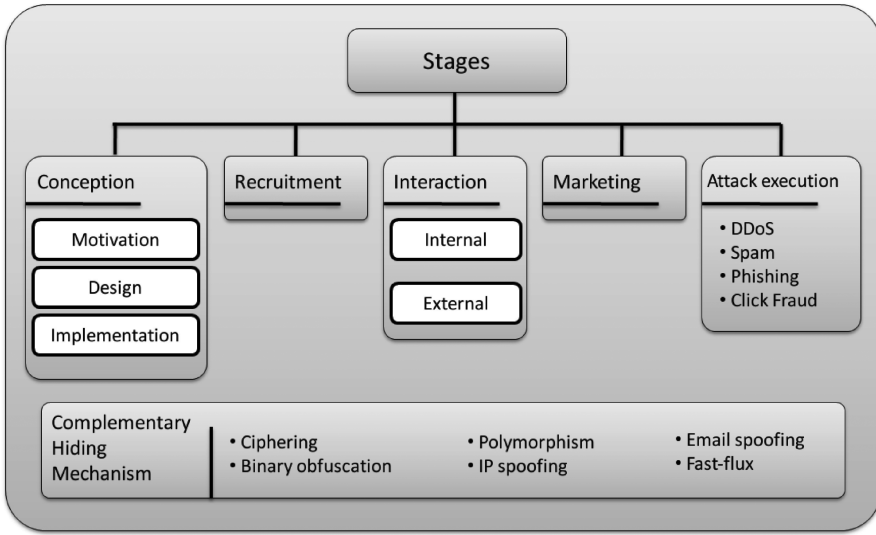 Stages
Conception
Motivation
Design
Implementation
Recruitment
Interaction
Internal
External
Marketing
Attack execution
• DDoS
• Spam
• Phishing
• Click Fraud
Complementary
Hiding
Mechanism
• Ciphering
• Binary obfuscation
• Polymorphism
• IP spoofing
• Email spoofing
• Fast-flux